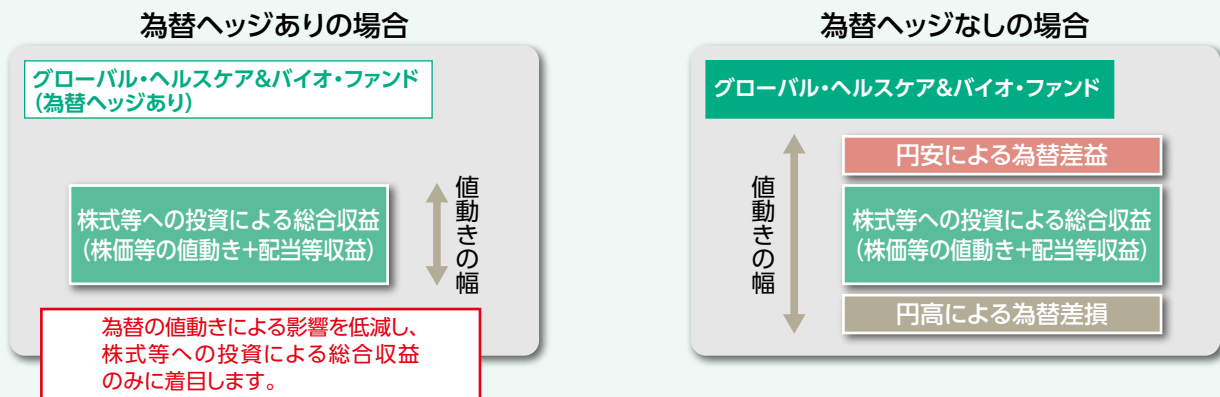 為替ヘッジありの場合
グローバル・ヘルスケア&バイオ・ファンド
（為替ヘッジあり）
株式等への投資による総合収益
（株価等の値動き+配当等収益）
値動きの幅
為替の値動きによる影響を低減し、
株式等への投資による総合収益
のみに着目します。
為替ヘッジなしの場合
グローバル・ヘルスケア&バイオ・ファンド
値動きの幅
円安による為替差益
株式等への投資による総合収益
（株価等の値動き+配当等収益）
円高による為替差損